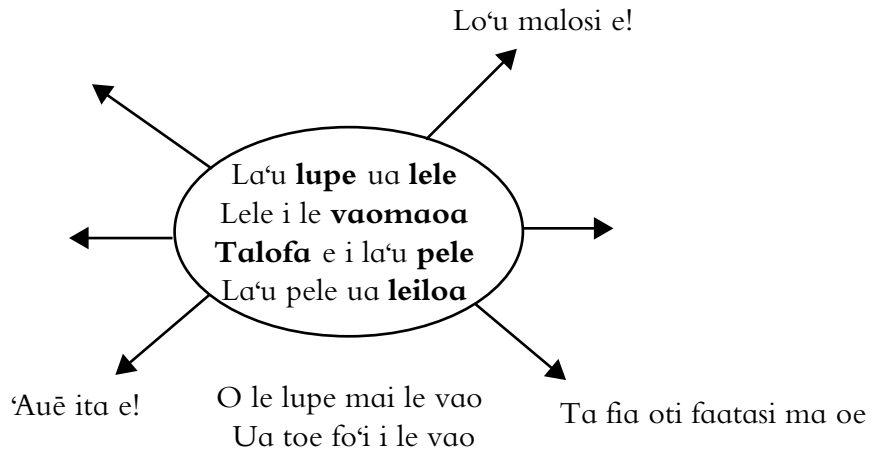 Lo‘u malosi e!
La‘u lupe ua lele
Lele i le vaomaoa
Talofa e i la‘u pele
La‘u pele ua leiloa
‘Auē ita e!
O le lupe mai le vao
Ua toe fo‘i i le vao
Ta fia oti faatasi ma oe